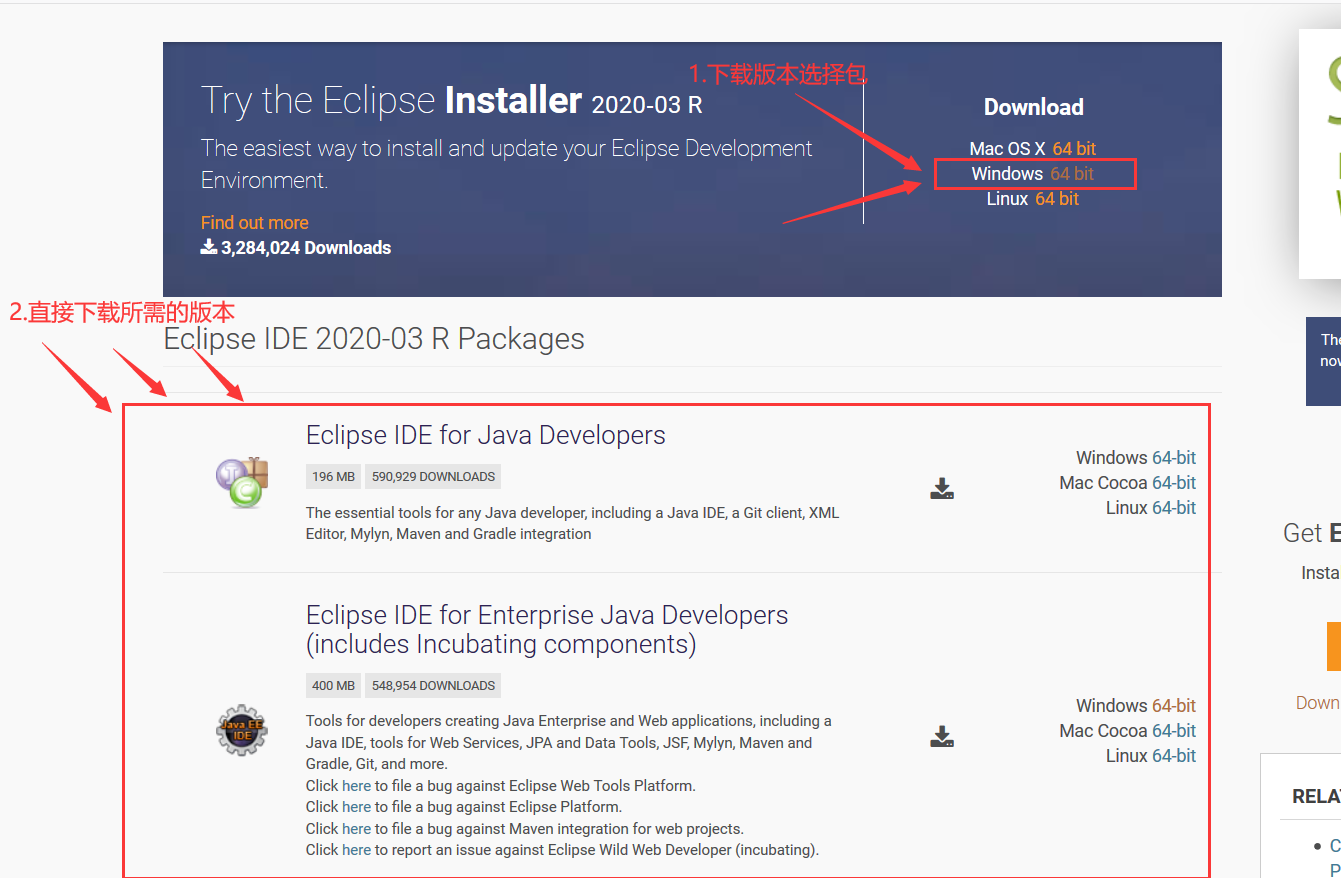 1.下载版本选择包
Try the Eclipse Installer 2020-03 R
The easiest way to install and update your Eclipse Development
Environment.
Find out more
3,284,024 Downloads
Download
Mac OS X 64 bit
Windows 64 bit
Linux 64 bit
2.直接下载所需的版本
Eclipse IDE 2020-03 R Packages
Eclipse IDE for Java Developers
196 MB 590,929 DOWNLOADS
The essential tools for any Java developer, including a Java IDE, a Git client, XML
Editor, Mylyn, Maven and Gradle integration
Windows 64-bit
Mac Cocoa 64-bit
Linux 64-bit
Eclipse IDE for Enterprise Java Developers
(includes Incubating components)
400 MB 548,954 DOWNLOADS
Java EE
IDE
Tools for developers creating Java Enterprise and Web applications, including a
Java IDE, tools for Web Services, JPA and Data Tools, JSF, Mylyn, Maven and
Gradle, Git, and more.
Click here to file a bug against Eclipse Web Tools Platform.
Click here to file a bug against Eclipse Platform.
Click here to file a bug against Maven integration for web projects.
Click here to report an issue against Eclipse Wild Web Developer (incubating).
Windows 64-bit
Mac Cocoa 64-bit
Linux 64-bit
Get